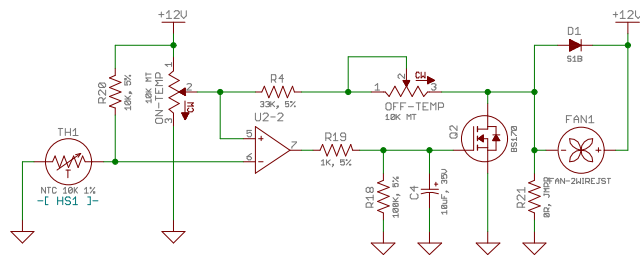 +12V
+12V
D1
S1B
R20
10K, 5%
1
2
3
10K MT
ON-TEMP
CW
R4
33K, 5%
1
2
3
CW
OFF-TEMP
10K MT
U2-2
5
6
7
+
-
R19
1K, 5%
Q2
BS170
FAN1
- +
FAN-2WIREJST
TH1
T
NTC 10K 1%
-[ HS1 ]-
R18
100K, 5%
C4
+
10uF, 35V
R21
0R, JMPR